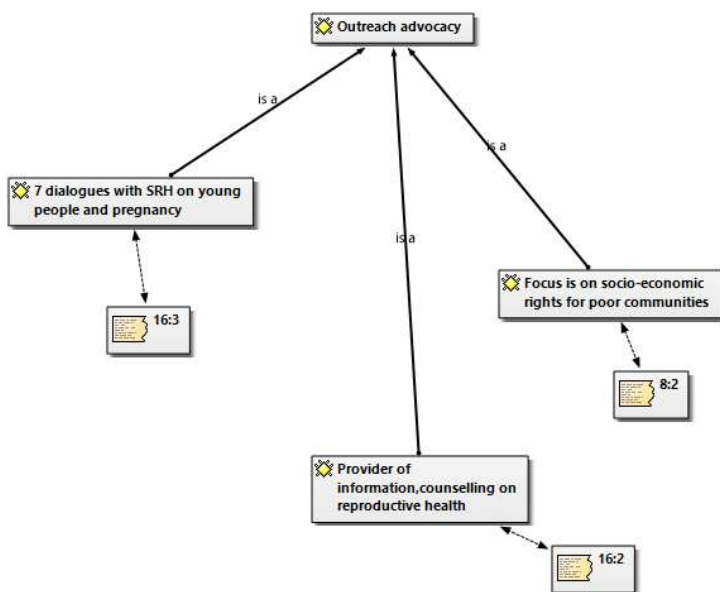 Outreach advocacy
is a
7 dialogues with SRH on young
people and pregnancy
is a
is a
Focus is on socio-economic
rights for poor communities
16:3
8:2
Provider of
information,counselling on
reproductive health
16:2